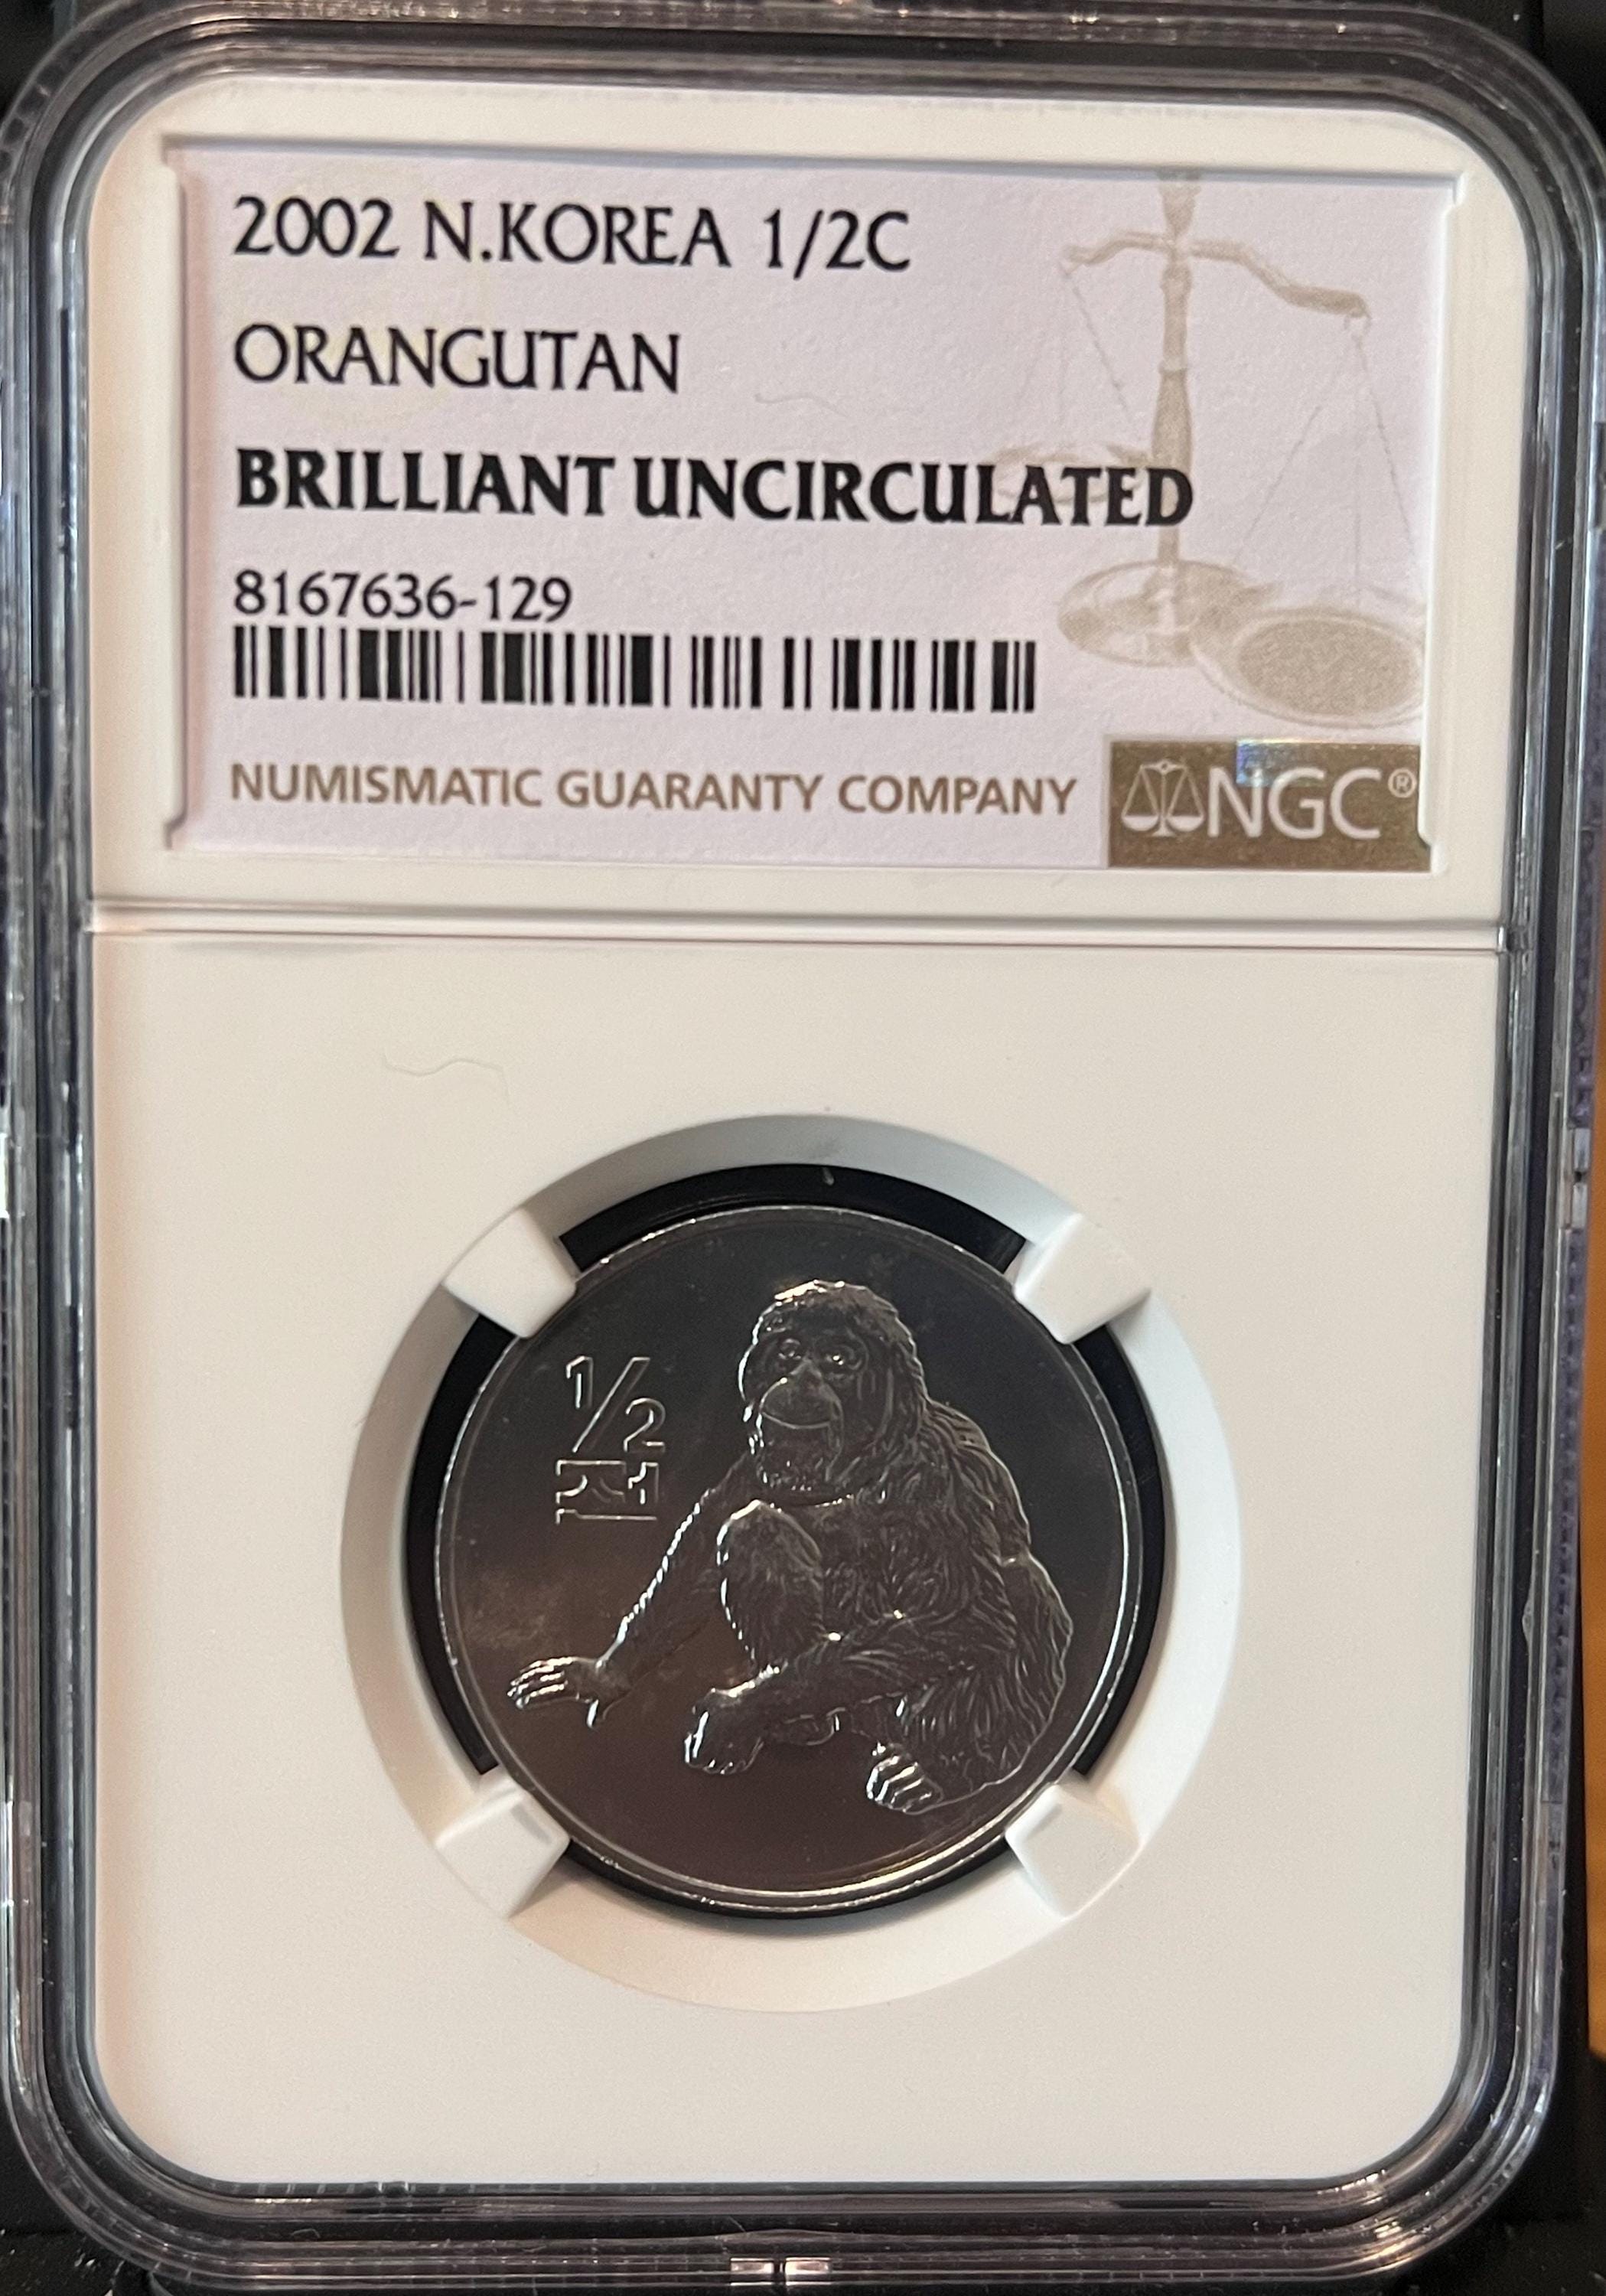 2002 N.KOREA 1/2C
ORANGUTAN
BRILLIANT UNCIRCULATED
8167636-129
NUMISMATIC GUARANTY COMPANY NGC®
1/2
전